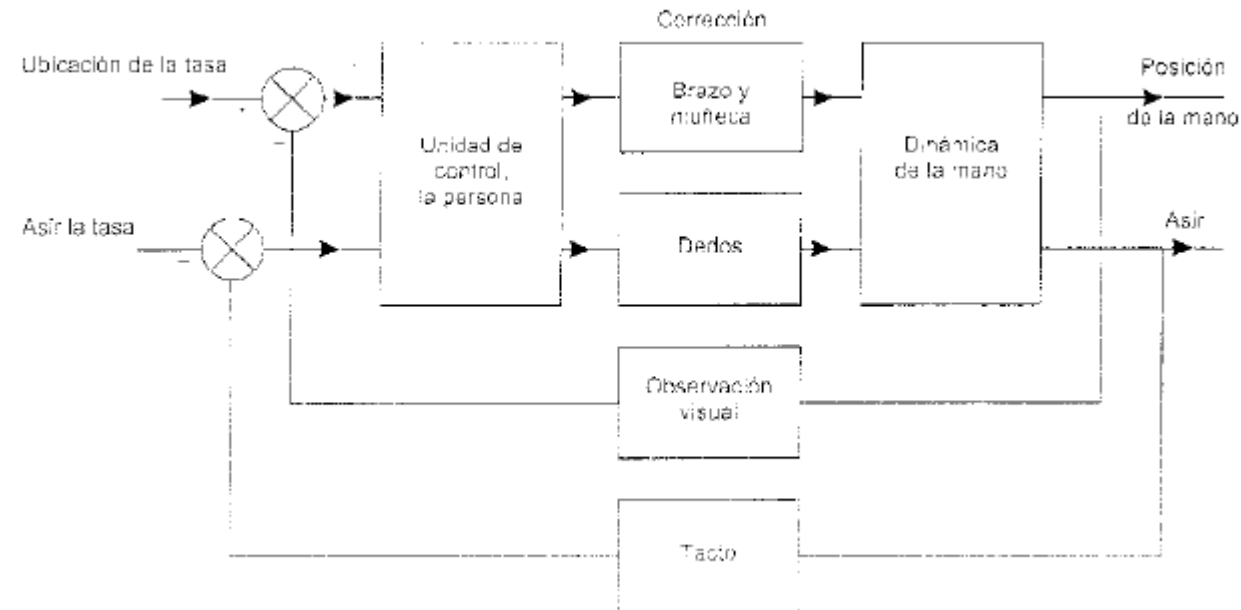 Corrección
Ubicación de la tasa
Posición
de la mano
Brazo y
muñeca
Unidad de
control,
la persona
Dinámica
de la mano
Asir la tasa
Dedos
Asir
Observación
visual
Tacto